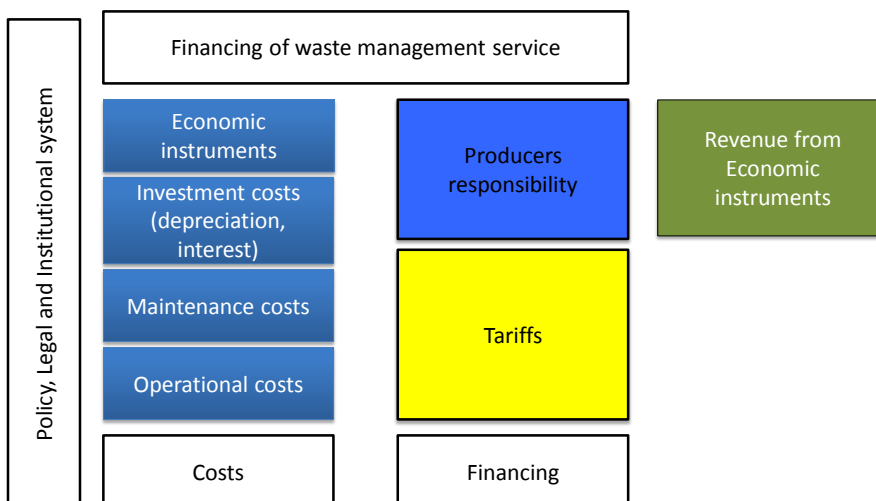 Policy, Legal and Institutional system
Financing of waste management service
Economic
instruments
Investment costs
(depreciation,
interest)
Maintenance costs
Operational costs
Costs
Producers
responsibility
Tariffs
Financing
Revenue from
Economic
instruments